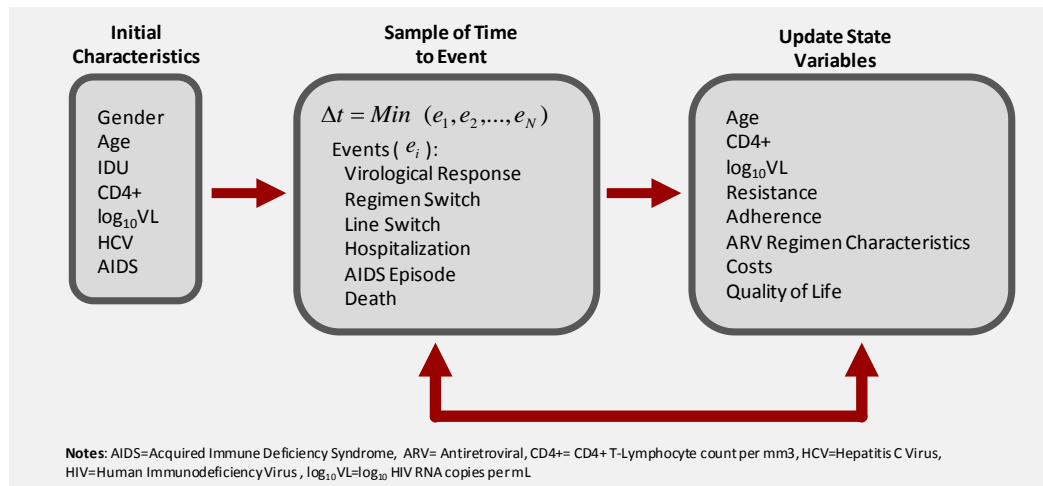 Initial
Characteristics
Gender
Age
IDU
CD4+
log₁₀VL
HCV
AIDS
Sample of Time
to Event
Δt = Min (e₁,e₂,...,e_N)
Events ( eᵢ ):
Virological Response
Regimen Switch
Line Switch
Hospitalization
AIDS Episode
Death
Update State
Variables
Age
CD4+
log₁₀VL
Resistance
Adherence
ARV Regimen Characteristics
Costs
Quality of Life
Notes: AIDS=Acquired Immune Deficiency Syndrome, ARV= Antiretroviral, CD4+= CD4+ T-Lymphocyte count per mm3, HCV=Hepatitis C Virus,
HIV=Human Immunodeficiency Virus , log₁₀VL=log₁₀ HIV RNA copies per mL